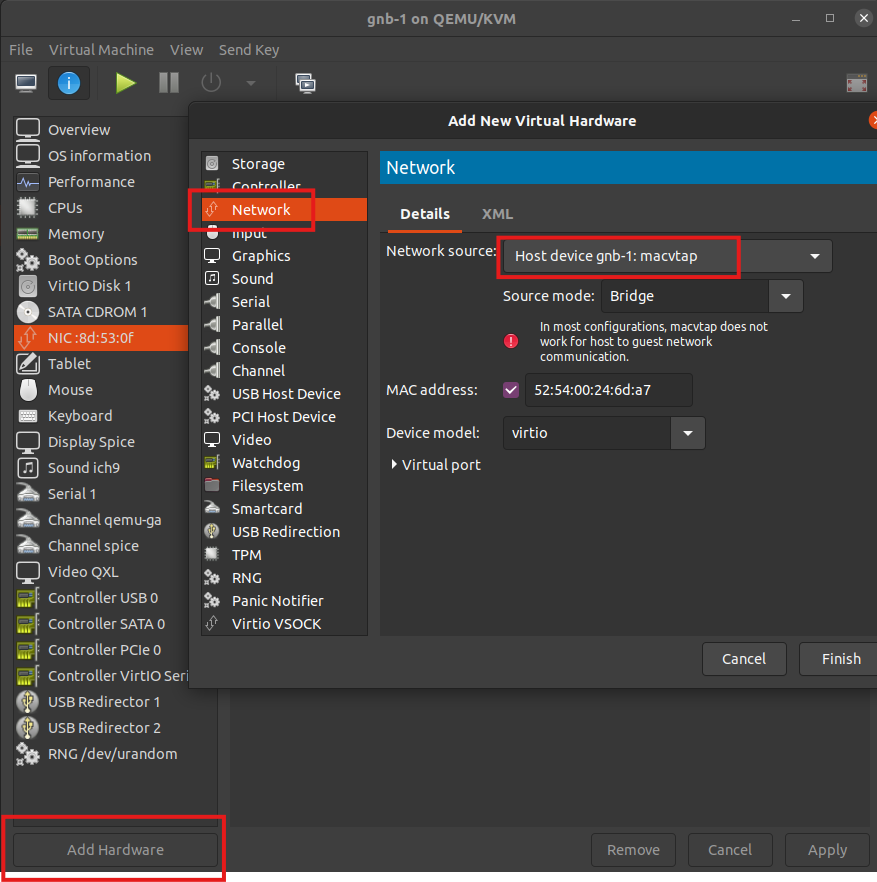 gnb-1 on QEMU/KVM
File Virtual Machine View Send Key
Overview
OS information
Performance
CPUs
Memory
Boot Options
VirtIO Disk 1
SATA CDROM 1
NIC :8d:53:0f
Tablet
Mouse
Keyboard
Display Spice
Sound ich9
Serial 1
Channel qemu-ga
Channel spice
Video QXL
Controller USB 0
Controller SATA 0
Controller PCIe 0
Controller VirtIO Seri
USB Redirector 1
USB Redirector 2
RNG /dev/urandom
Add Hardware
Add New Virtual Hardware
Storage
Controller
Network
Input
Graphics
Sound
Serial
Parallel
Console
Channel
USB Host Device
PCI Host Device
Video
Watchdog
Filesystem
Smartcard
USB Redirection
TPM
RNG
Panic Notifier
Virtio VSOCK
Network
Details XML
Network source: Host device gnb-1: macvtap
Source mode: Bridge
In most configurations, macvtap does not
work for host to guest network
communication.
MAC address: 52:54:00:24:6d:a7
Device model: virtio
Virtual port
Cancel Finish
Remove Cancel Apply